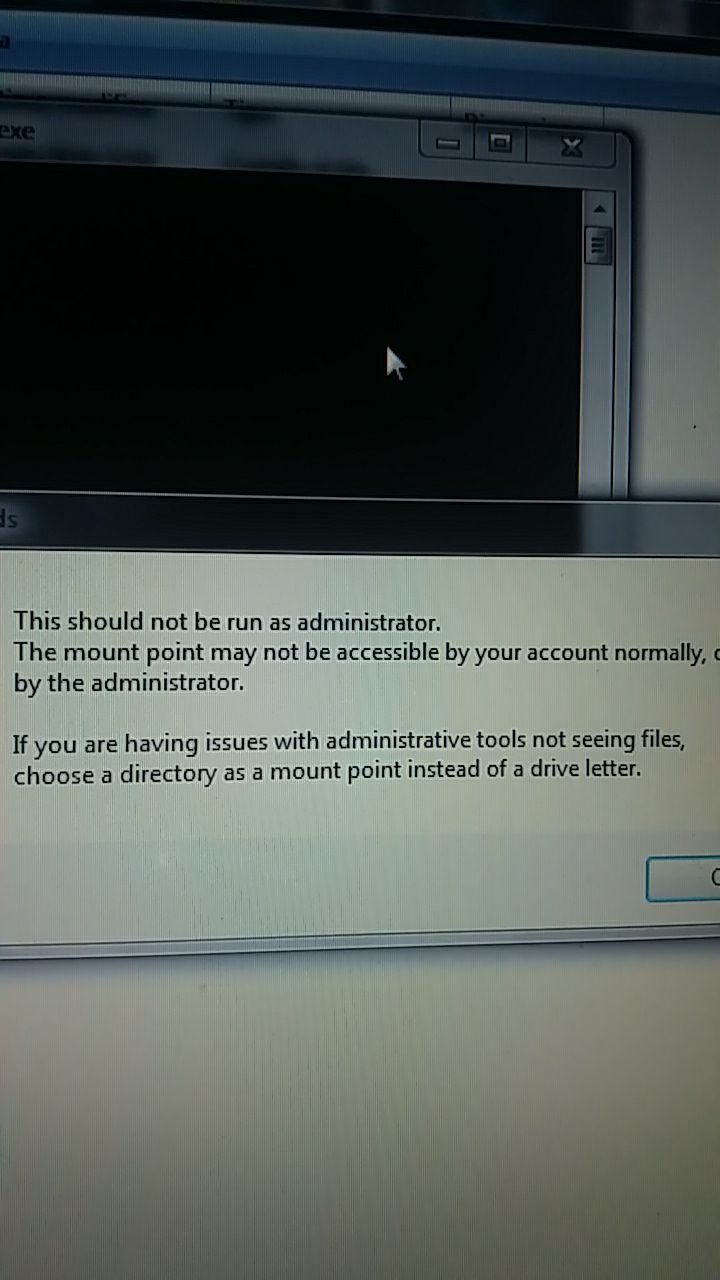 exe
ds
This should not be run as administrator.
The mount point may not be accessible by your account normally,
by the administrator.
If you are having issues with administrative tools not seeing files,
choose a directory as a mount point instead of a drive letter.